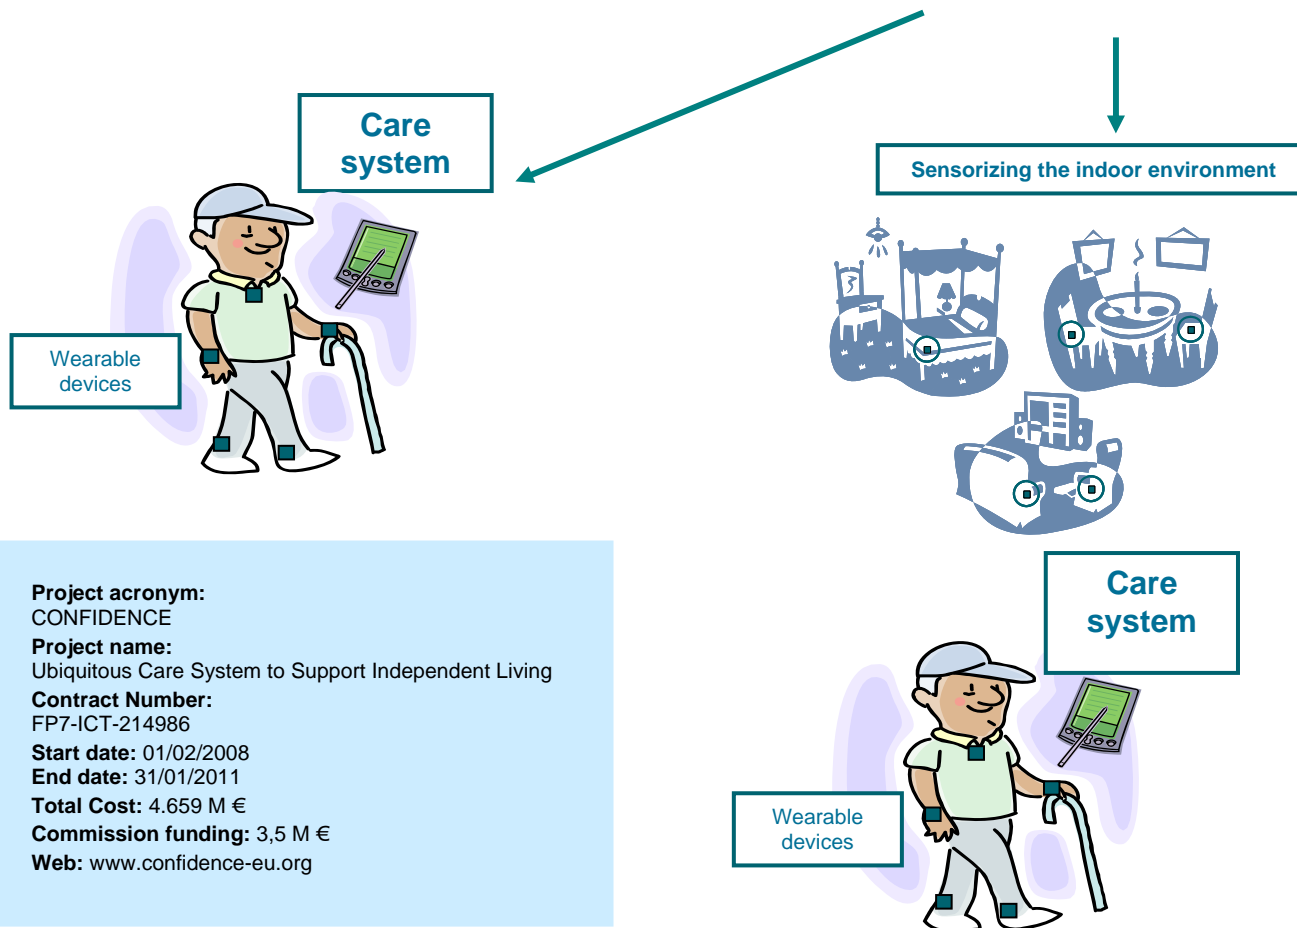 Care
system
Sensorizing the indoor environment
Wearable
devices
Project acronym:
CONFIDENCE
Project name:
Ubiquitous Care System to Support Independent Living
Contract Number:
FP7-ICT-214986
Start date: 01/02/2008
End date: 31/01/2011
Total Cost: 4.659 M €
Commission funding: 3,5 M €
Web: www.confidence-eu.org
Care
system
Wearable
devices